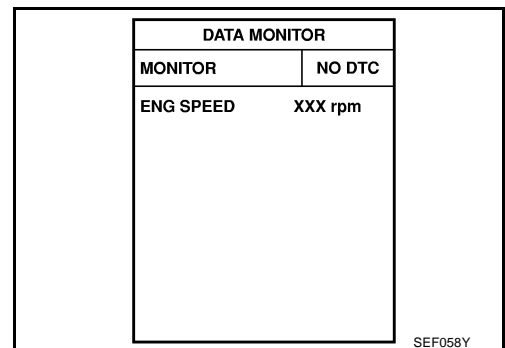 DATA MONITOR
MONITOR NO DTC
ENG SPEED XXX rpm
SEF058Y